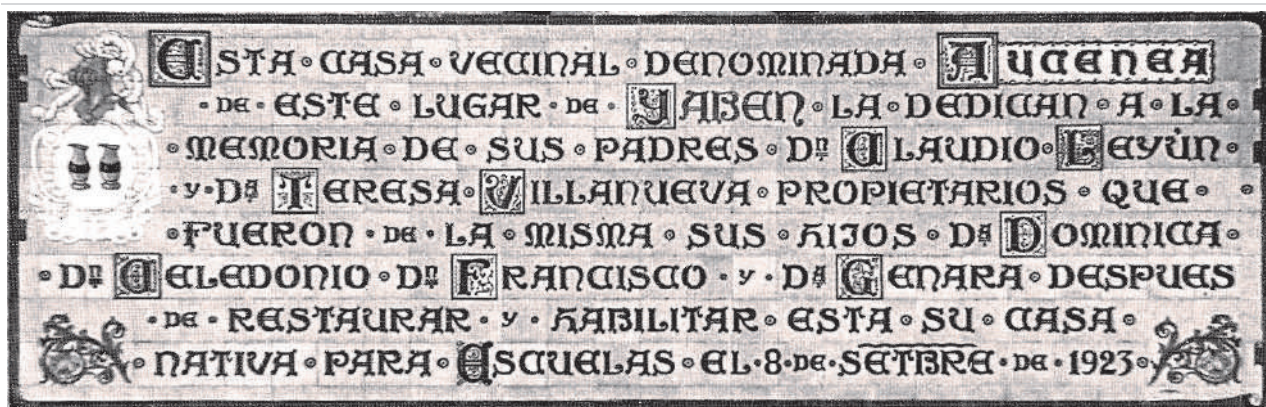 ESTA·CASA·VECINAL·DENOMINADA·AUCENEA
·DE·ESTE·LUGAR·DE·YABEN·LA·DEDICAN·A·LA·
·MEMORIA·DE·SUS·PADRES·Dⁿ CLAUDIO·LEYÚN·
·Y·Dª TERESA·VILLANUEVA·PROPIETARIOS·QUE·
·FUERON·DE·LA·MISMA·SUS·HIJOS·Dª DOMINICA·
·Dⁿ CELEDONIO·Dⁿ FRANCISCO·Y·Dª GENARA·DESPUES
·DE·RESTAURAR·Y·HABILITAR·ESTA·SU·CASA·
·NATIVA·PARA·ESCUELAS·EL·8·DE·SETBRE·DE·1923·